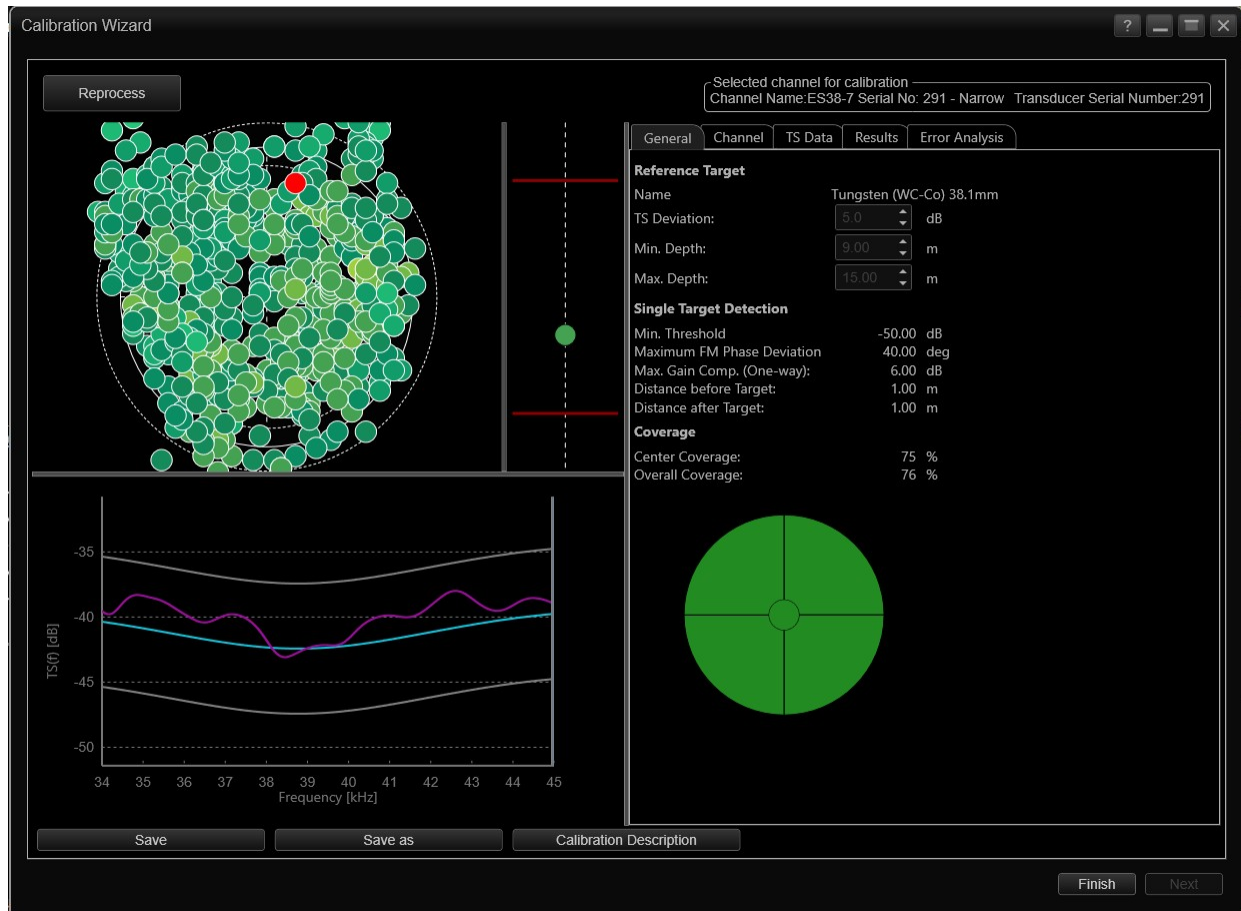 Calibration Wizard
?
Reprocess
Selected channel for calibration
Channel Name:ES38-7 Serial No: 291 - Narrow Transducer Serial Number:291
General Channel TS Data Results Error Analysis
Reference Target
Name Tungsten (WC-Co) 38.1mm
TS Deviation: 5.0 dB
Min. Depth: 9.00 m
Max. Depth: 15.00 m
Single Target Detection
Min. Threshold -50.00 dB
Maximum FM Phase Deviation 40.00 deg
Max. Gain Comp. (One-way): 6.00 dB
Distance before Target: 1.00 m
Distance after Target: 1.00 m
Coverage
Center Coverage: 75 %
Overall Coverage: 76 %
-35
-40
-45
-50
TS(f) [dB]
34 35 36 37 38 39 40 41 42 43 44 45
Frequency [kHz]
Save Save as Calibration Description
Finish Next